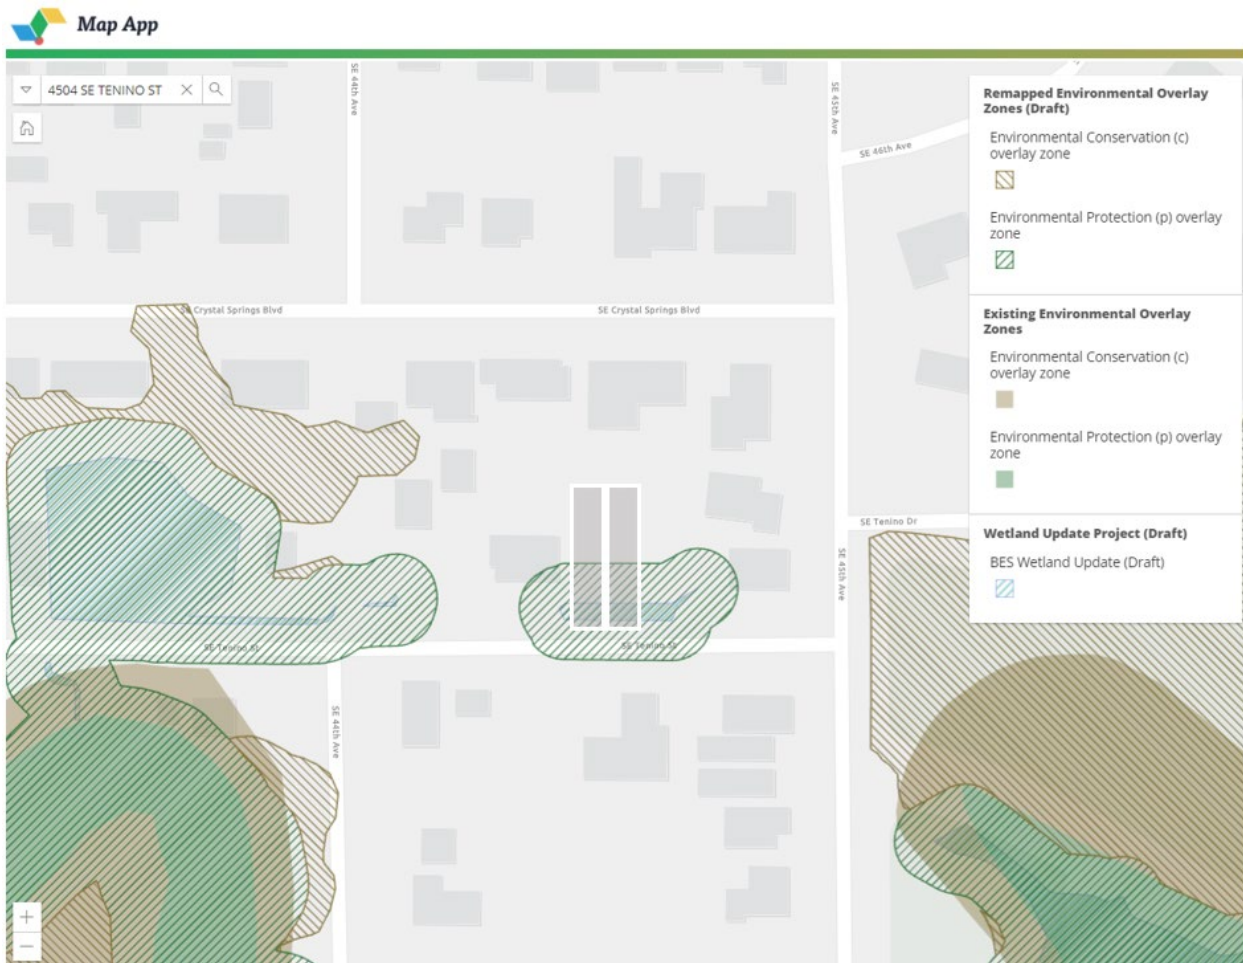 Map App
4504 SE TENINO ST
SE 44th Ave
SE 45th Ave
SE 46th Ave
SE Crystal Springs Blvd
SE Crystal Springs Blvd
SE Tenino Dr
SE 45th Ave
SE Tenino St
SE Tenino St
SE 44th Ave
Remapped Environmental Overlay
Zones (Draft)
Environmental Conservation (c)
overlay zone
Environmental Protection (p) overlay
zone
Existing Environmental Overlay
Zones
Environmental Conservation (c)
overlay zone
Environmental Protection (p) overlay
zone
Wetland Update Project (Draft)
BES Wetland Update (Draft)
+
−